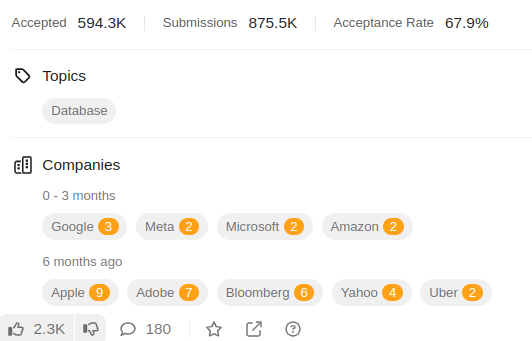 Accepted 594.3K Submissions 875.5K Acceptance Rate 67.9%
Topics
Database
Companies
0 - 3 months
Google 3 Meta 2 Microsoft 2 Amazon 2
6 months ago
Apple 9 Adobe 7 Bloomberg 6 Yahoo 4 Uber 2
2.3K 180